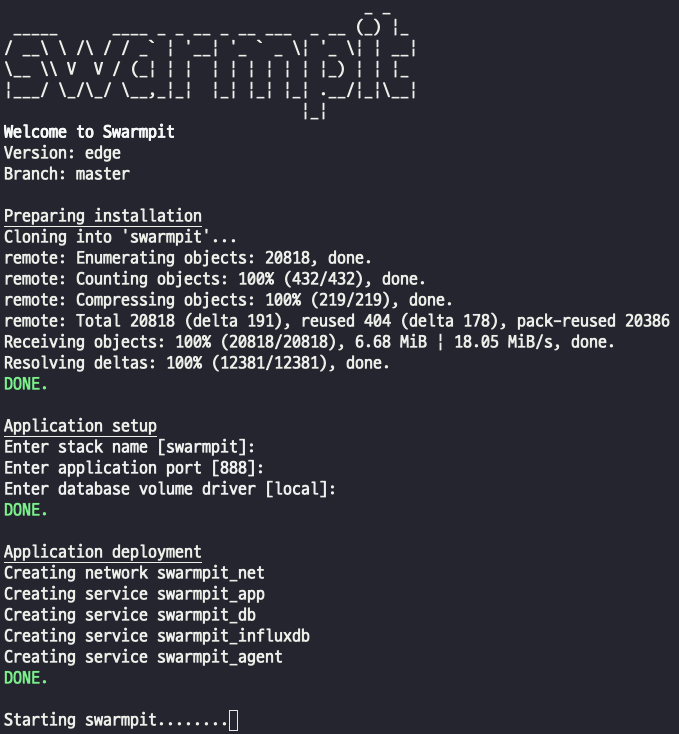 swarmpit
Welcome to Swarmpit
Version: edge
Branch: master
Preparing installation
Cloning into 'swarmpit'...
remote: Enumerating objects: 20818, done.
remote: Counting objects: 100% (432/432), done.
remote: Compressing objects: 100% (219/219), done.
remote: Total 20818 (delta 191), reused 404 (delta 178), pack-reused 20386
Receiving objects: 100% (20818/20818), 6.68 MiB ¦ 18.05 MiB/s, done.
Resolving deltas: 100% (12381/12381), done.
DONE.
Application setup
Enter stack name [swarmpit]:
Enter application port [888]:
Enter database volume driver [local]:
DONE.
Application deployment
Creating network swarmpit_net
Creating service swarmpit_app
Creating service swarmpit_db
Creating service swarmpit_influxdb
Creating service swarmpit_agent
DONE.
Starting swarmpit........